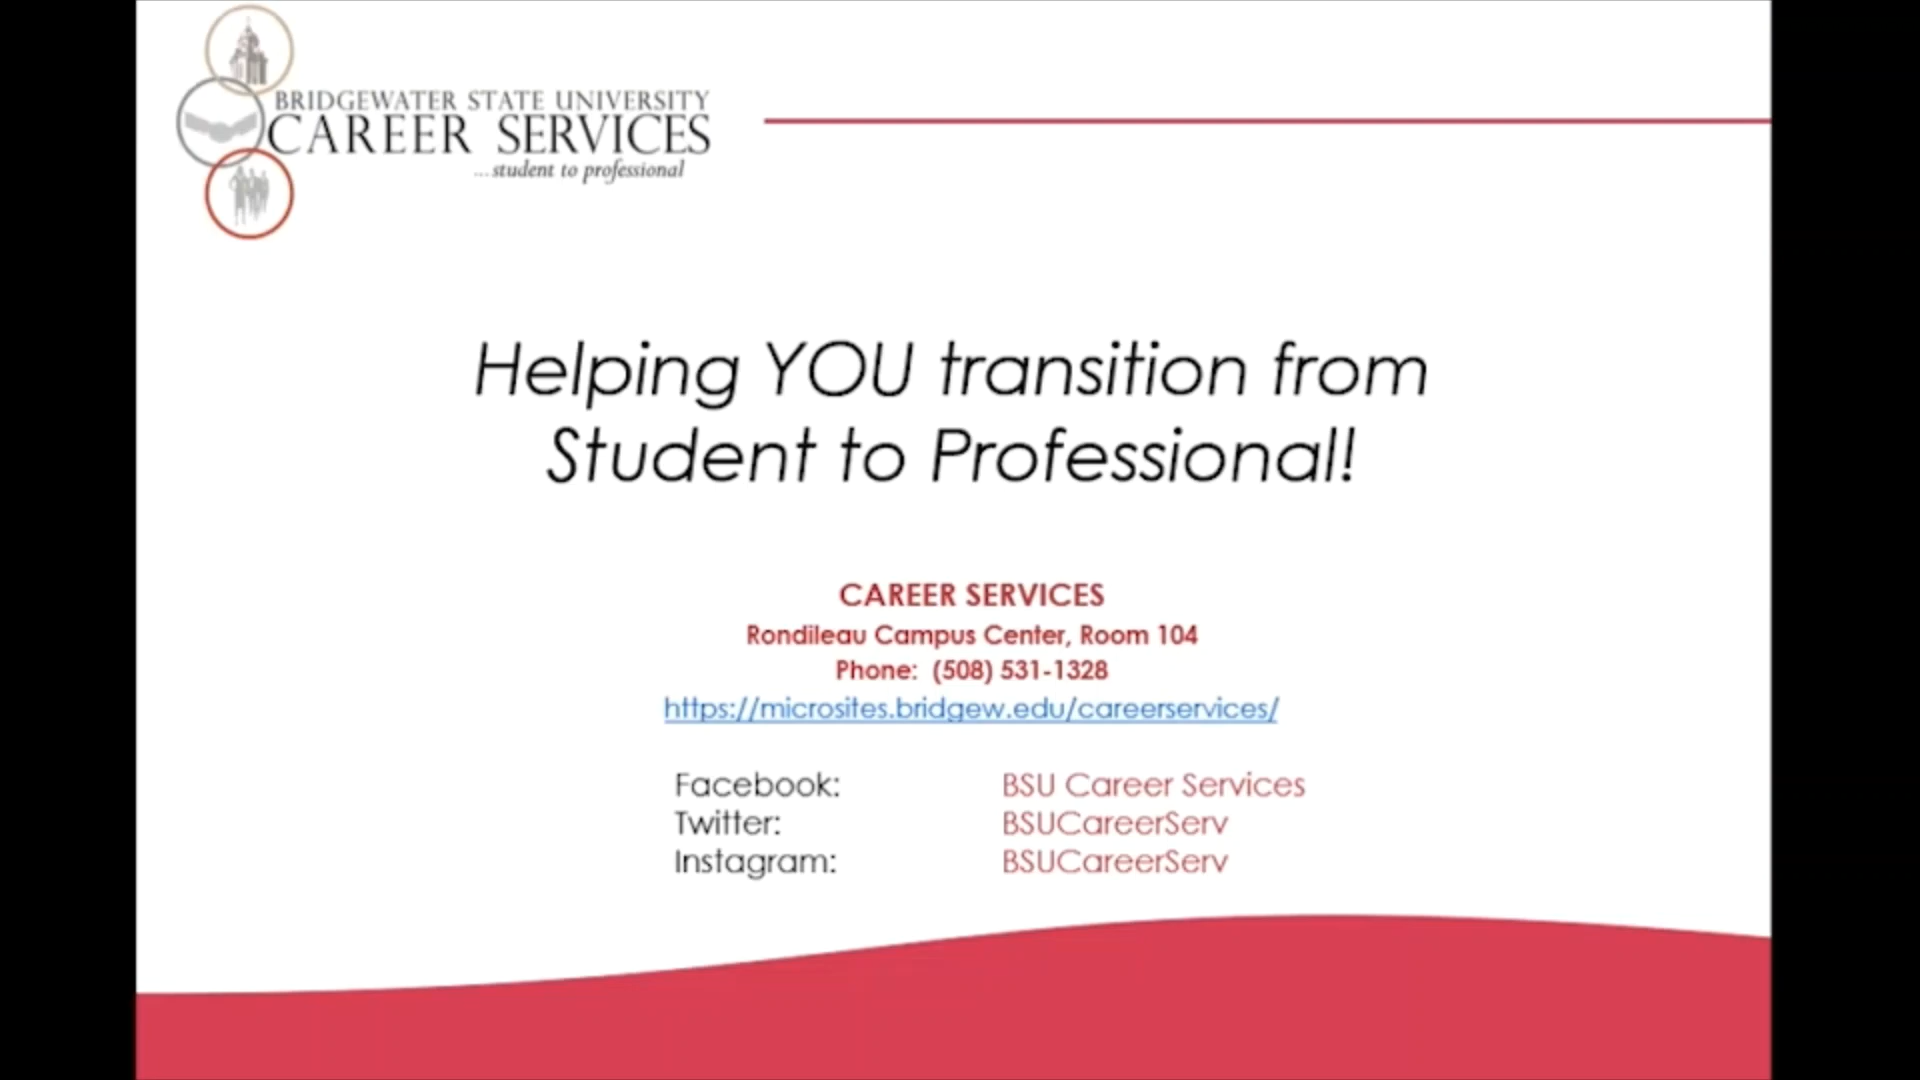 BRIDGEWATER STATE UNIVERSITY
CAREER SERVICES
...student to professional
Helping YOU transition from
Student to Professional!
CAREER SERVICES
Rondileau Campus Center, Room 104
Phone: (508) 531-1328
https://microsites.bridgew.edu/careerservices/
Facebook: BSU Career Services
Twitter: BSUCareerServ
Instagram: BSUCareerServ